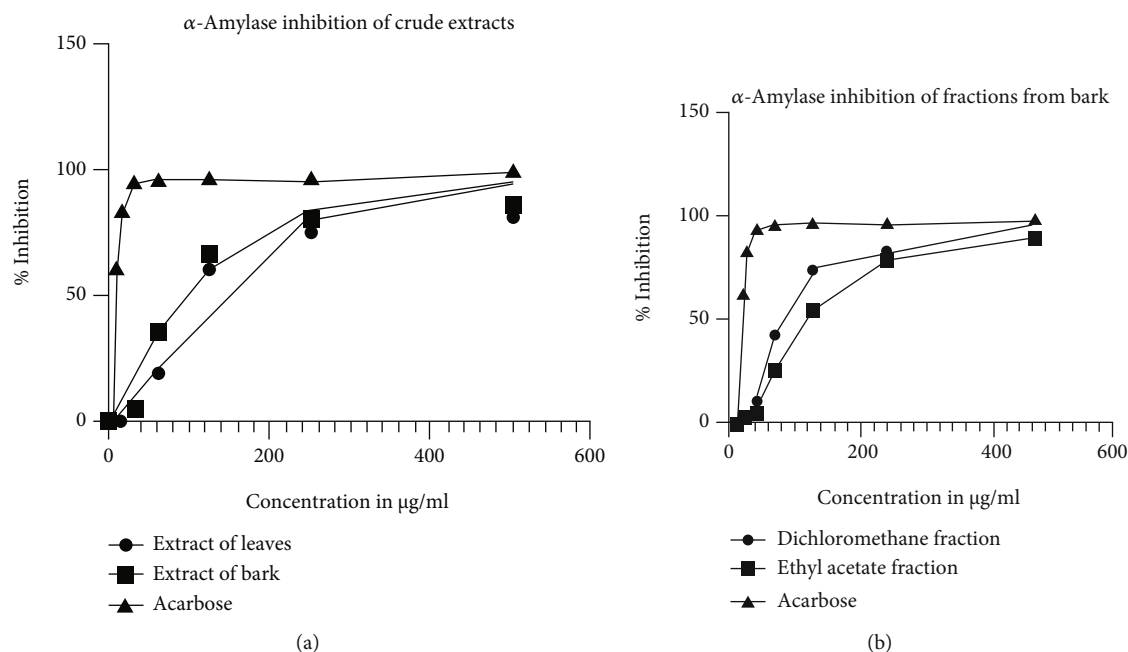 α-Amylase inhibition of crude extracts
150
100
50
0
% Inhibition
0 200 400 600
Concentration in µg/ml
Extract of leaves
Extract of bark
Acarbose
(a)
α-Amylase inhibition of fractions from bark
150
100
50
0
% Inhibition
0 200 400 600
Concentration in µg/ml
Dichloromethane fraction
Ethyl acetate fraction
Acarbose
(b)